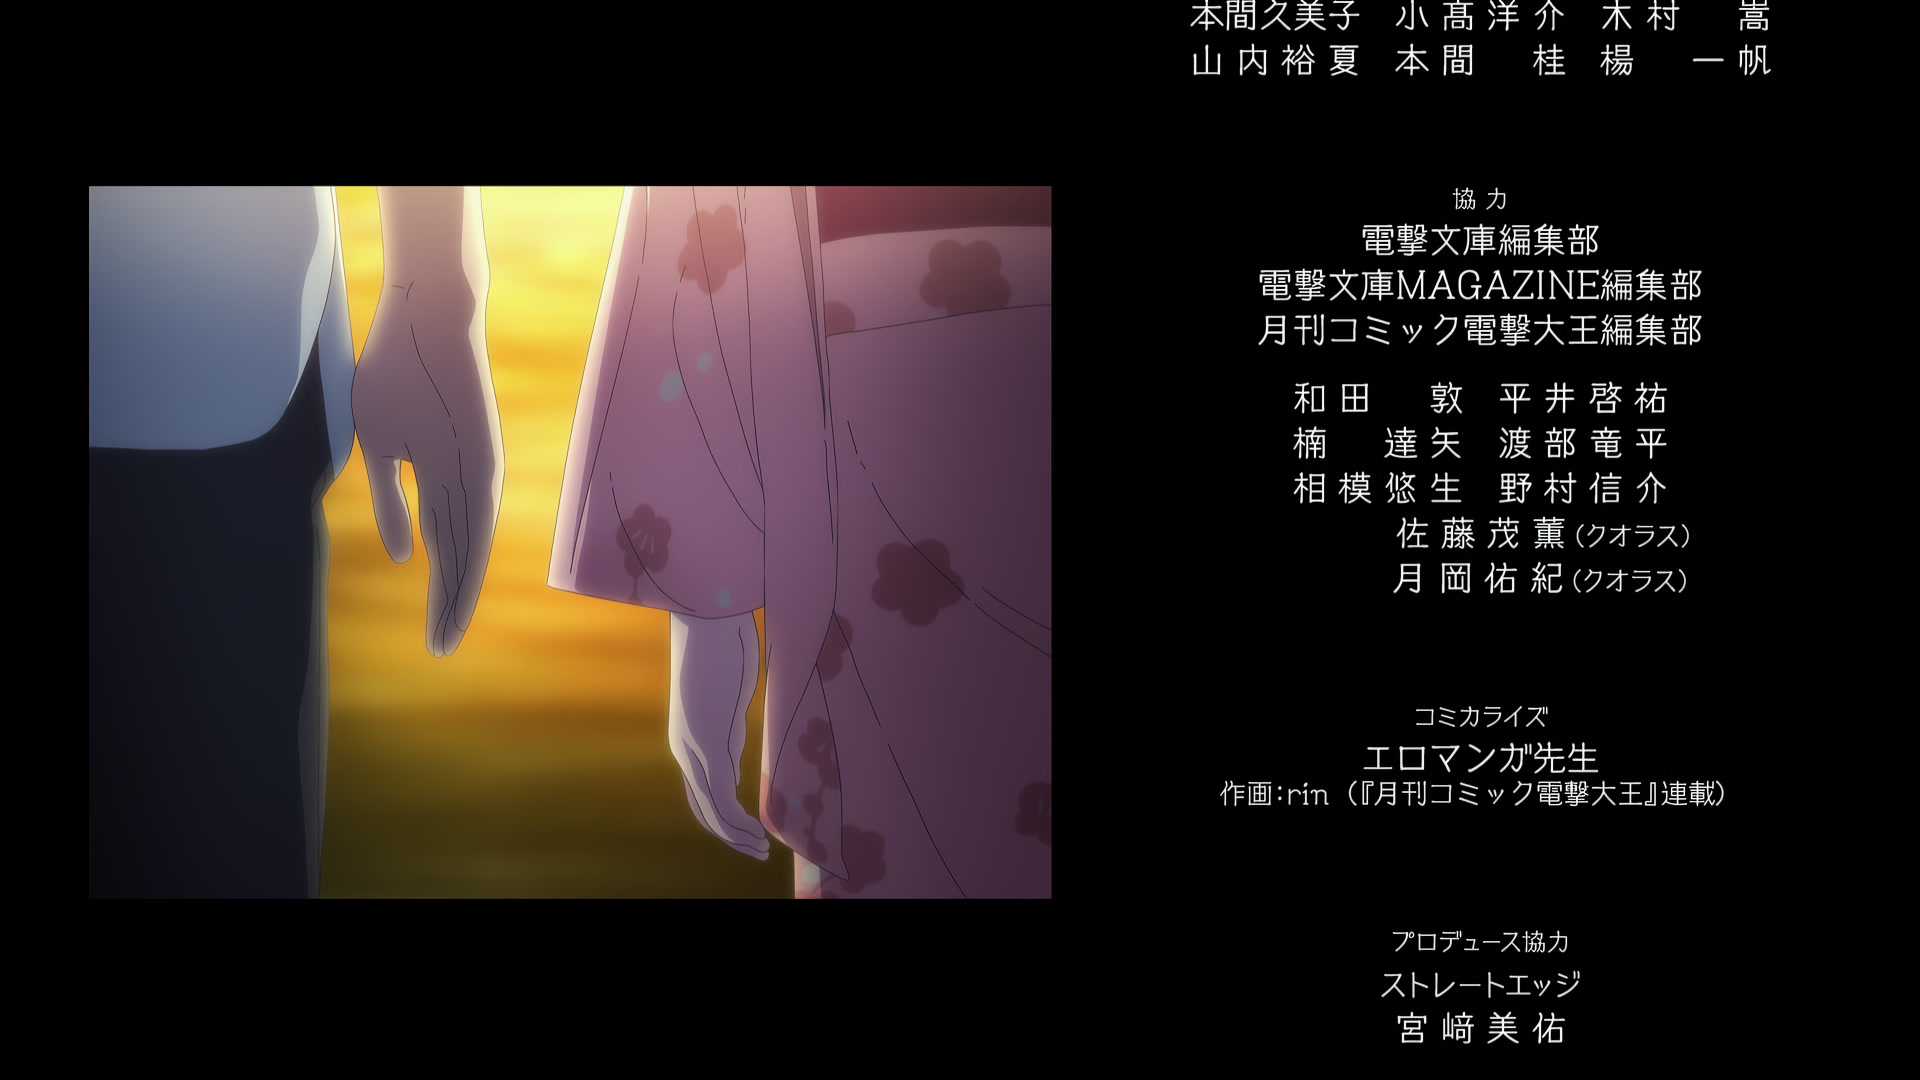 本間久美子 小髙洋介 木村 嵩
山内裕夏 本間 桂 楊 一帆
協力
電撃文庫編集部
電撃文庫MAGAZINE編集部
月刊コミック電撃大王編集部
和田 敦 平井啓祐
楠 達矢 渡部竜平
相模悠生 野村信介
佐藤茂薫(クオラス)
月岡佑紀(クオラス)
コミカライズ
エロマンガ先生
作画:rin (『月刊コミック電撃大王』連載)
プロデュース協力
ストレートエッジ
宮﨑美佑